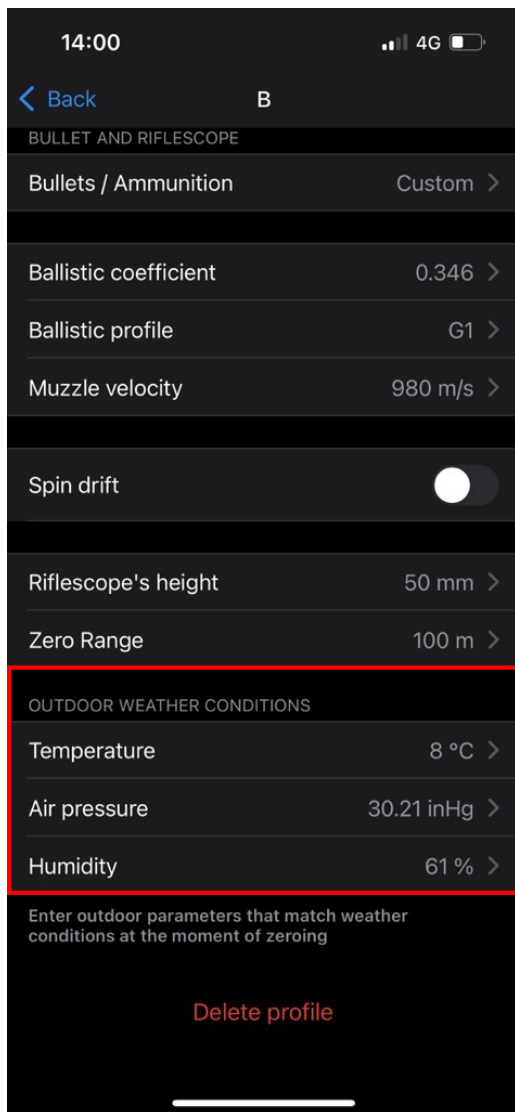 14:00
4G
Back
B
BULLET AND RIFLESCOPE
Bullets / Ammunition Custom
Ballistic coefficient 0.346
Ballistic profile G1
Muzzle velocity 980 m/s
Spin drift
Riflescope's height 50 mm
Zero Range 100 m
OUTDOOR WEATHER CONDITIONS
Temperature 8 °C
Air pressure 30.21 inHg
Humidity 61 %
Enter outdoor parameters that match weather
conditions at the moment of zeroing
Delete profile